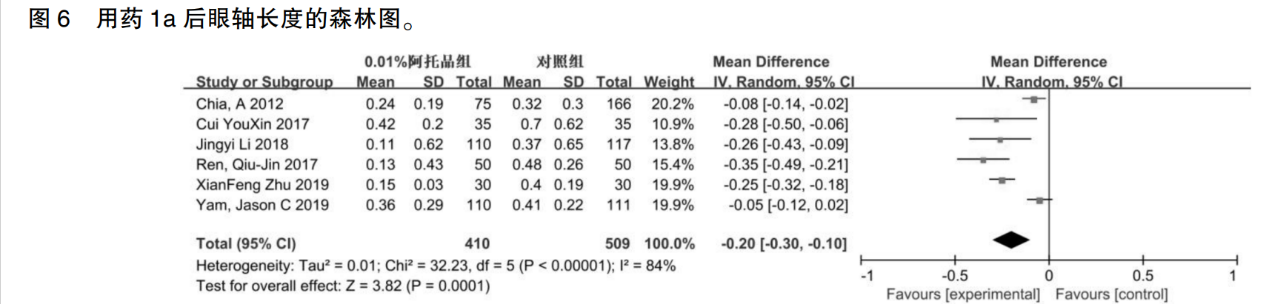 图 6 用药 1a 后眼轴长度的森林图。
0.01%阿托品组 对照组 Mean Difference Mean Difference
Study or Subgroup Mean SD Total Mean SD Total Weight IV, Random, 95% CI IV, Random, 95% CI
Chia, A 2012 0.24 0.19 75 0.32 0.3 166 20.2% -0.08 [-0.14, -0.02]
Cui YouXin 2017 0.42 0.2 35 0.7 0.62 35 10.9% -0.28 [-0.50, -0.06]
Jingyi Li 2018 0.11 0.62 110 0.37 0.65 117 13.8% -0.26 [-0.43, -0.09]
Ren, Qiu-Jin 2017 0.13 0.43 50 0.48 0.26 50 15.4% -0.35 [-0.49, -0.21]
XianFeng Zhu 2019 0.15 0.03 30 0.4 0.19 30 19.9% -0.25 [-0.32, -0.18]
Yam, Jason C 2019 0.36 0.29 110 0.41 0.22 111 19.9% -0.05 [-0.12, 0.02]
Total (95% CI) 410 509 100.0% -0.20 [-0.30, -0.10]
Heterogeneity: Tau² = 0.01; Chi² = 32.23, df = 5 (P < 0.00001); I² = 84%
Test for overall effect: Z = 3.82 (P = 0.0001)
-1 -0.5 0 0.5 1
Favours [experimental] Favours [control]